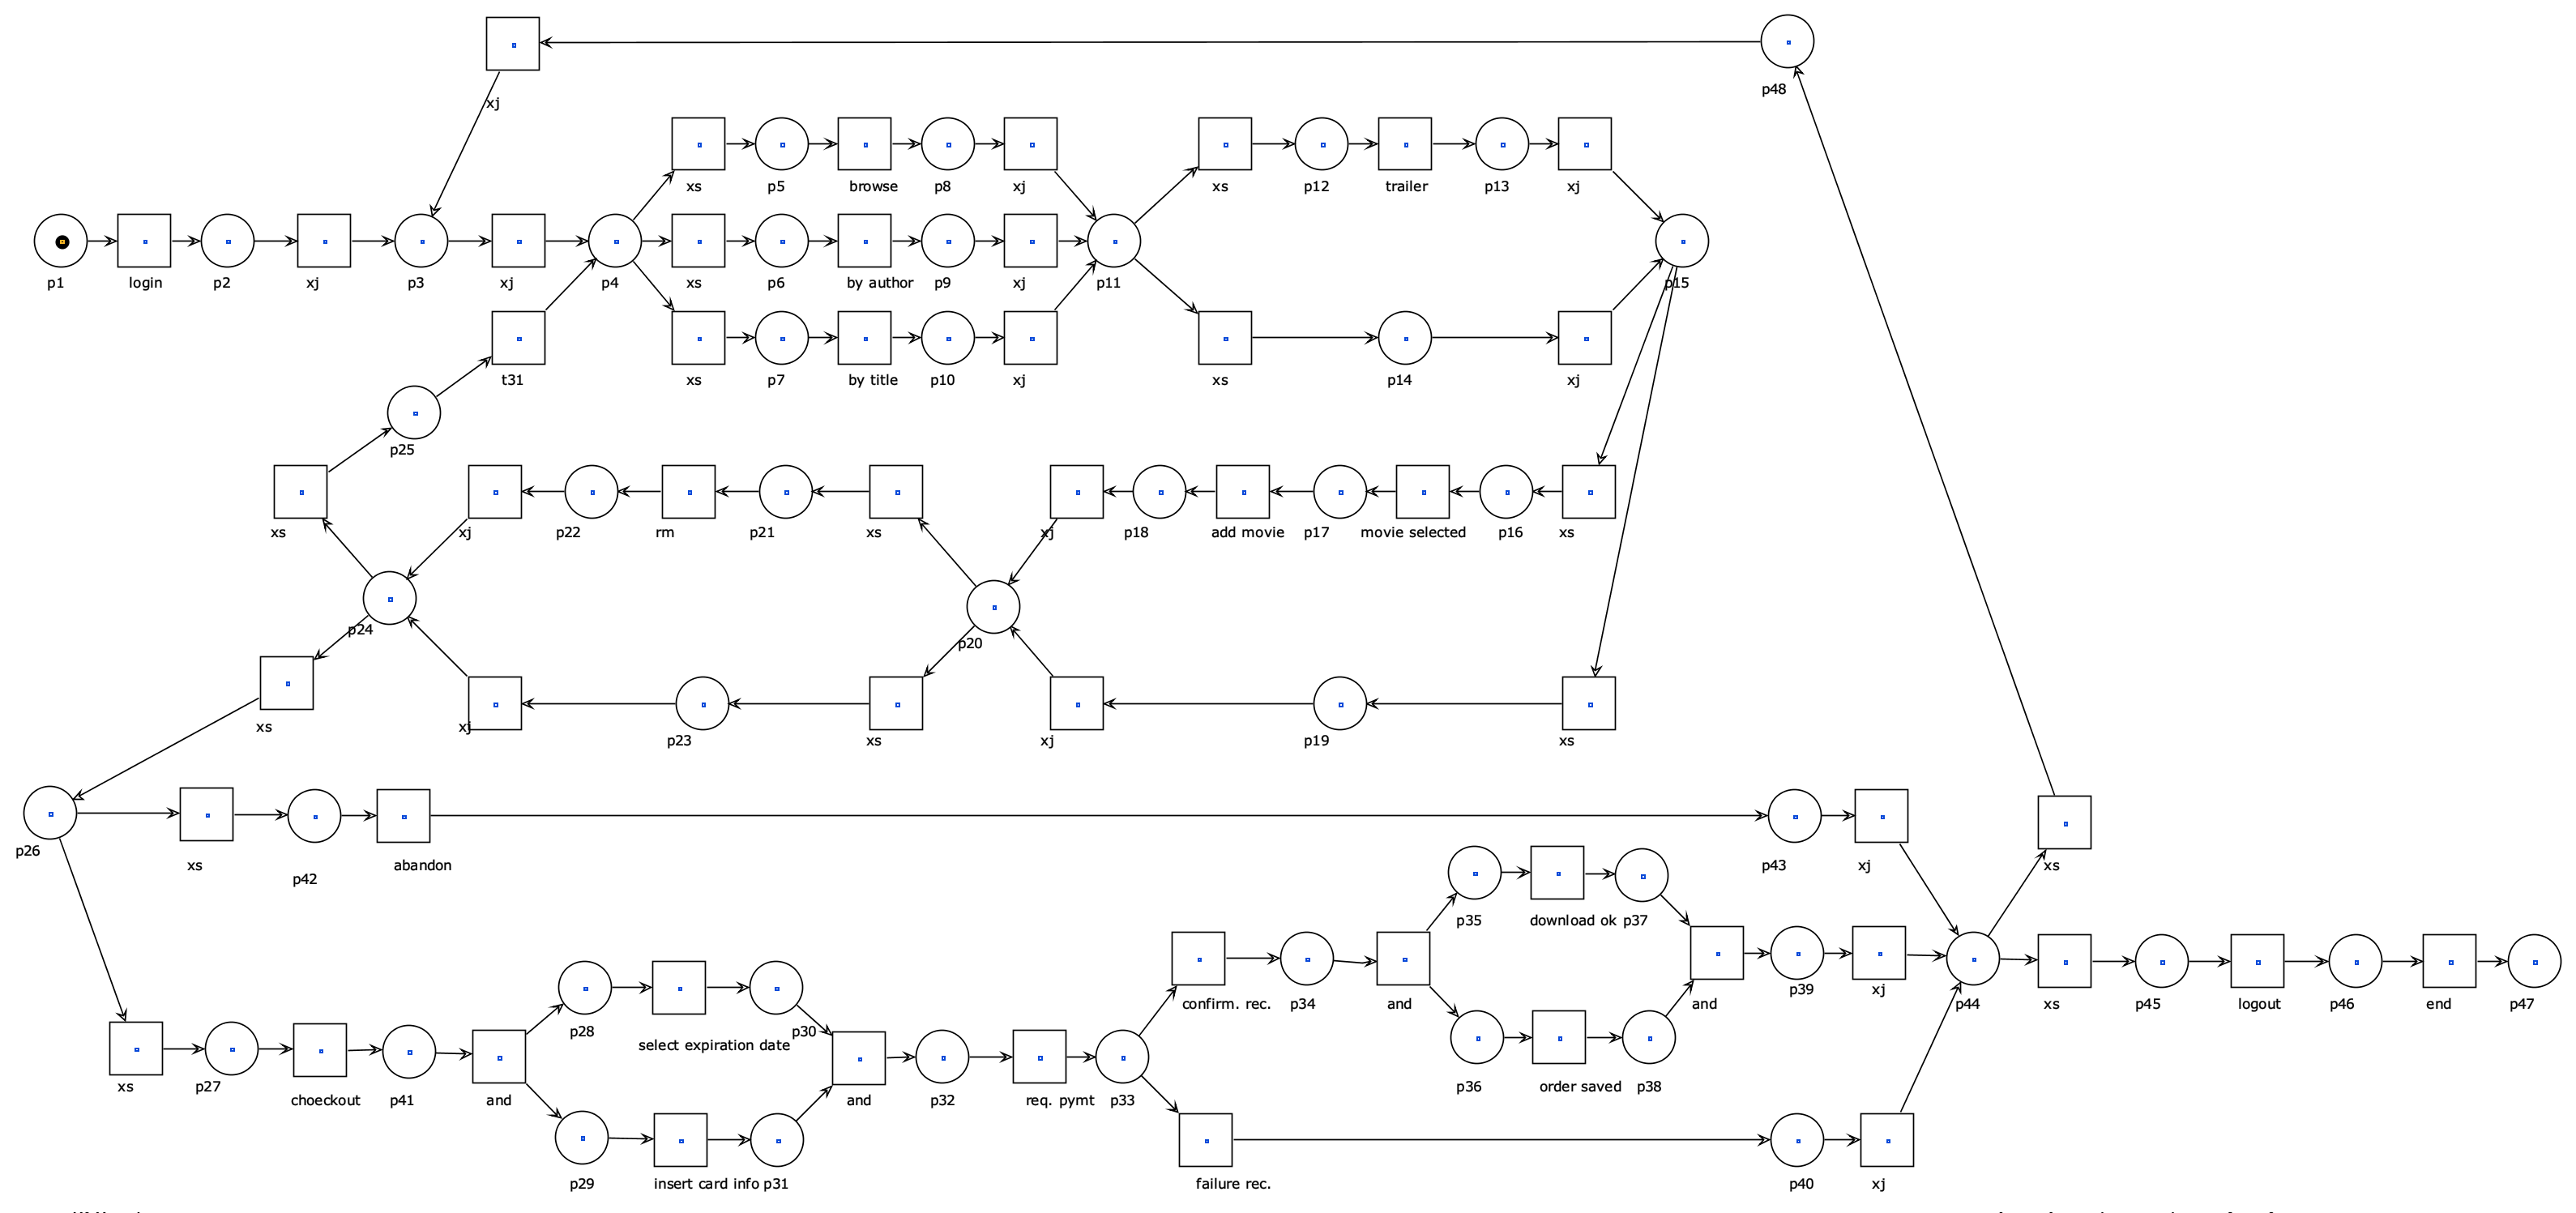 p48
xj
xs p5 browse p8 xj xs p12 trailer p13 xj
p1 login p2 xj p3 xj p4 xs p6 by author p9 xj p11 p15
t31 xs p7 by title p10 xj xs p14 xj
p25
xs xj p22 rm p21 xs xj p18 add movie p17 movie selected p16 xs
p24 p20
xs xj p23 xs xj p19 xs
p26 xs p42 abandon p43 xj xs
p35 download ok p37
confirm. rec. p34 and and p39 xj p44 xs p45 logout p46 end p47
p28 select expiration date p30
xs p27 choeckout p41 and and p32 req. pymt p33 p36 order saved p38
p29 insert card info p31 failure rec. p40 xj